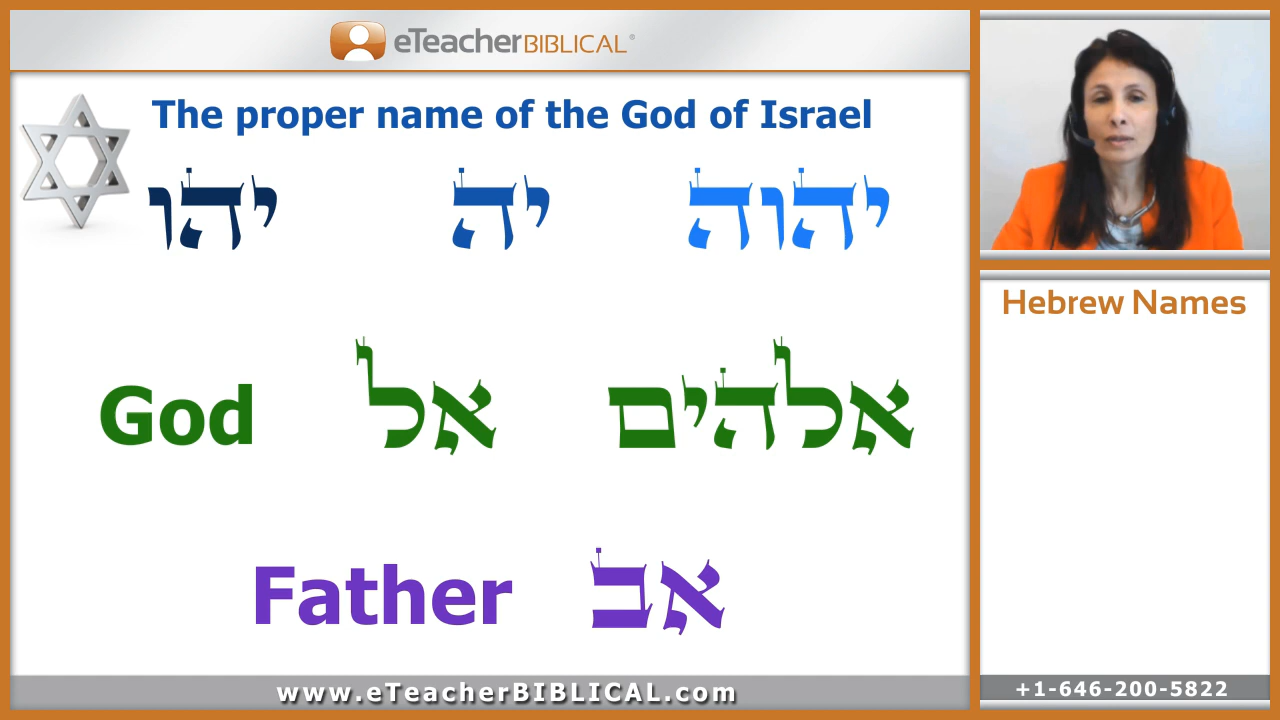 eTeacherBIBLICAL®
The proper name of the God of Israel
יהוה יה יהו
אלהים אל God
אב Father
www.eTeacherBIBLICAL.com
Hebrew Names
+1-646-200-5822